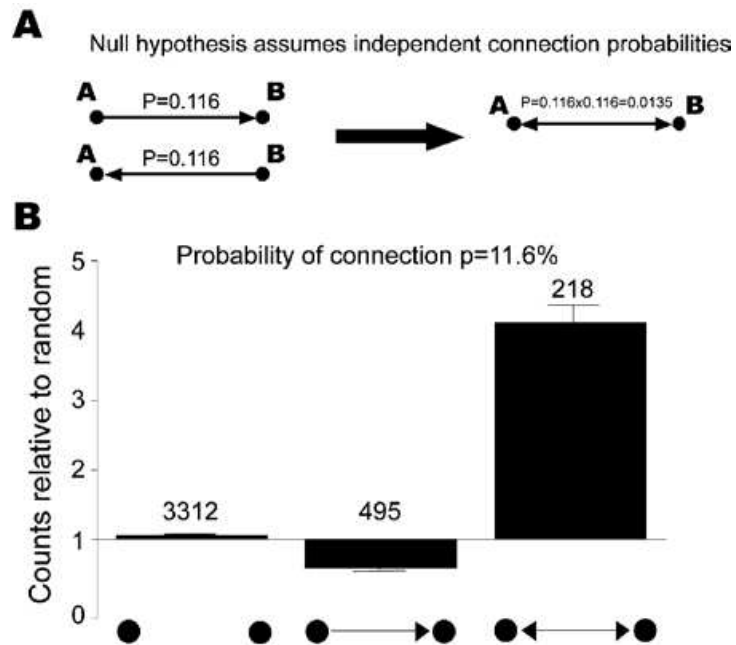 A
Null hypothesis assumes independent connection probabilities
A P=0.116 B
A P=0.116 B
A P=0.116x0.116=0.0135 B
B
Probability of connection p=11.6%
Counts relative to random
5
4
3
2
1
0
3312
495
218